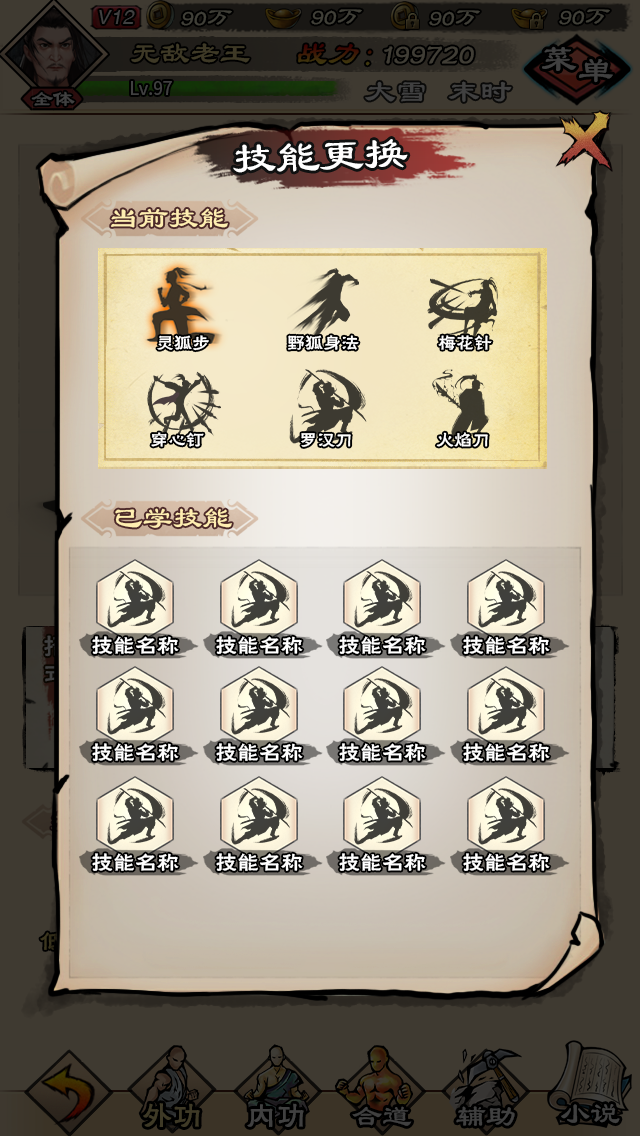 V12 90万 90万 90万 90万
无敌老王 战力：199720
菜单
全体 Lv.97 大雪 末时
技能更换
当前技能
灵狐步 野狐身法 梅花针
穿心钉 罗汉刀 火焰刀
已学技能
技能名称 技能名称 技能名称 技能名称
技能名称 技能名称 技能名称 技能名称
技能名称 技能名称 技能名称 技能名称
外功 内功 合道 辅助 小说